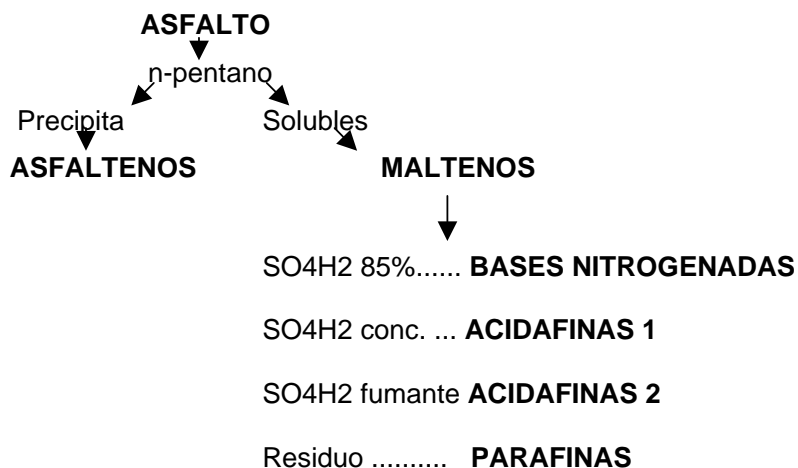 ASFALTO
n-pentano
Precipita Solubles
ASFALTENOS MALTENOS
SO4H2 85%...... BASES NITROGENADAS
SO4H2 conc. ... ACIDAFINAS 1
SO4H2 fumante ACIDAFINAS 2
Residuo .......... PARAFINAS